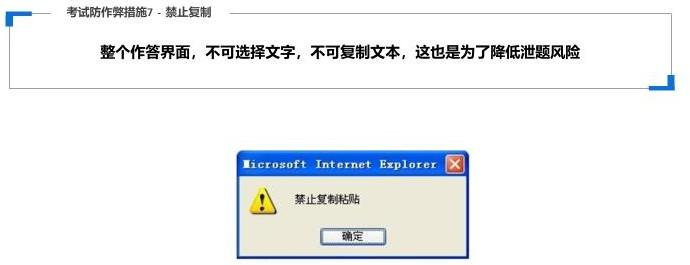 考试防作弊措施7 - 禁止复制
整个作答界面，不可选择文字，不可复制文本，这也是为了降低泄题风险
Microsoft Internet Explorer
禁止复制粘贴
确定